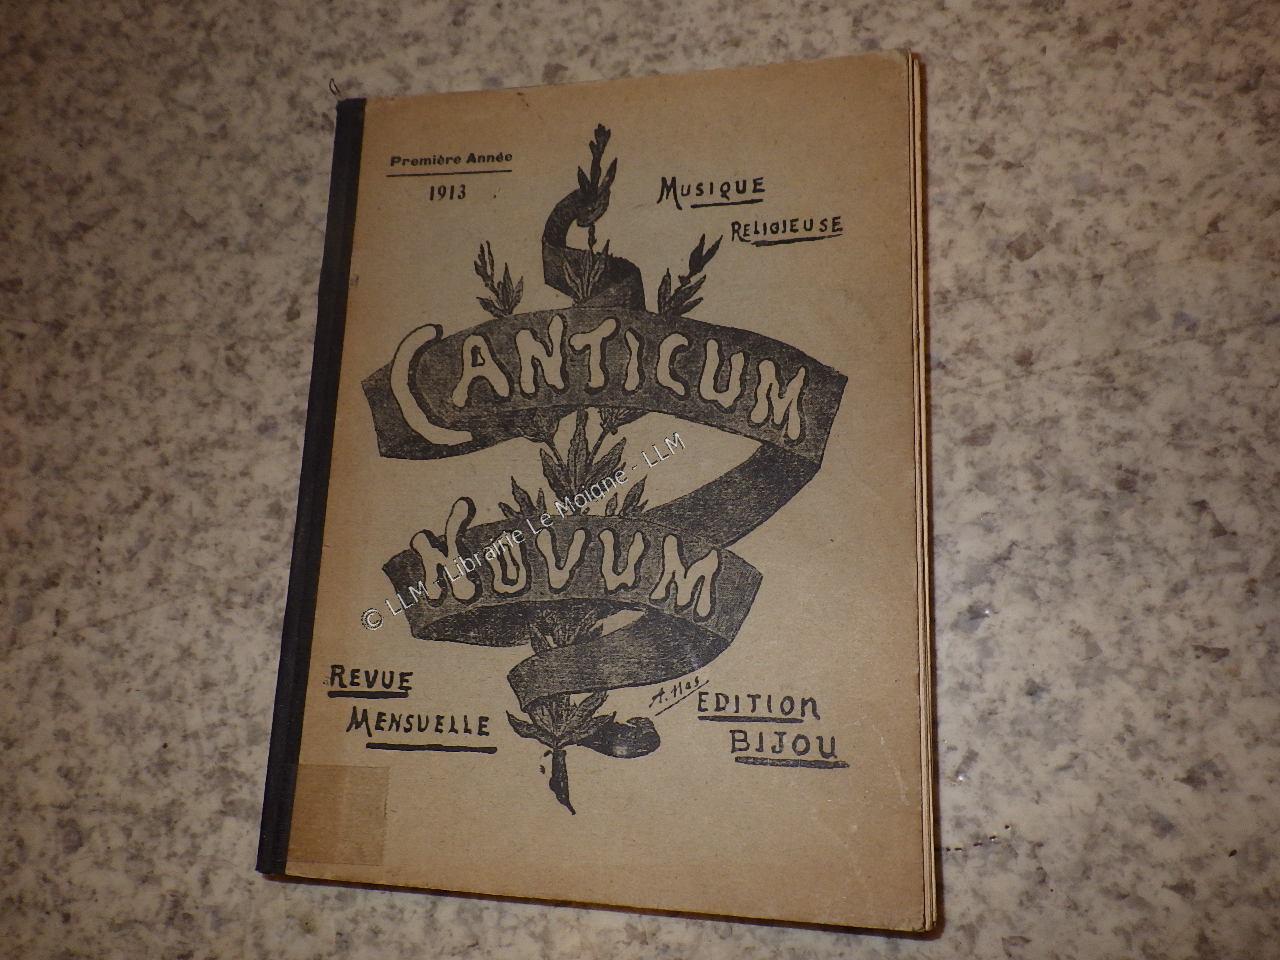 Première Année
1913
MUSIQUE
RELIGIEUSE
CANTICUM
NOVUM
© LLM - Librairie Le Moigne - LLM
REVUE
MENSUELLE
A. Has
EDITION
BIJOU